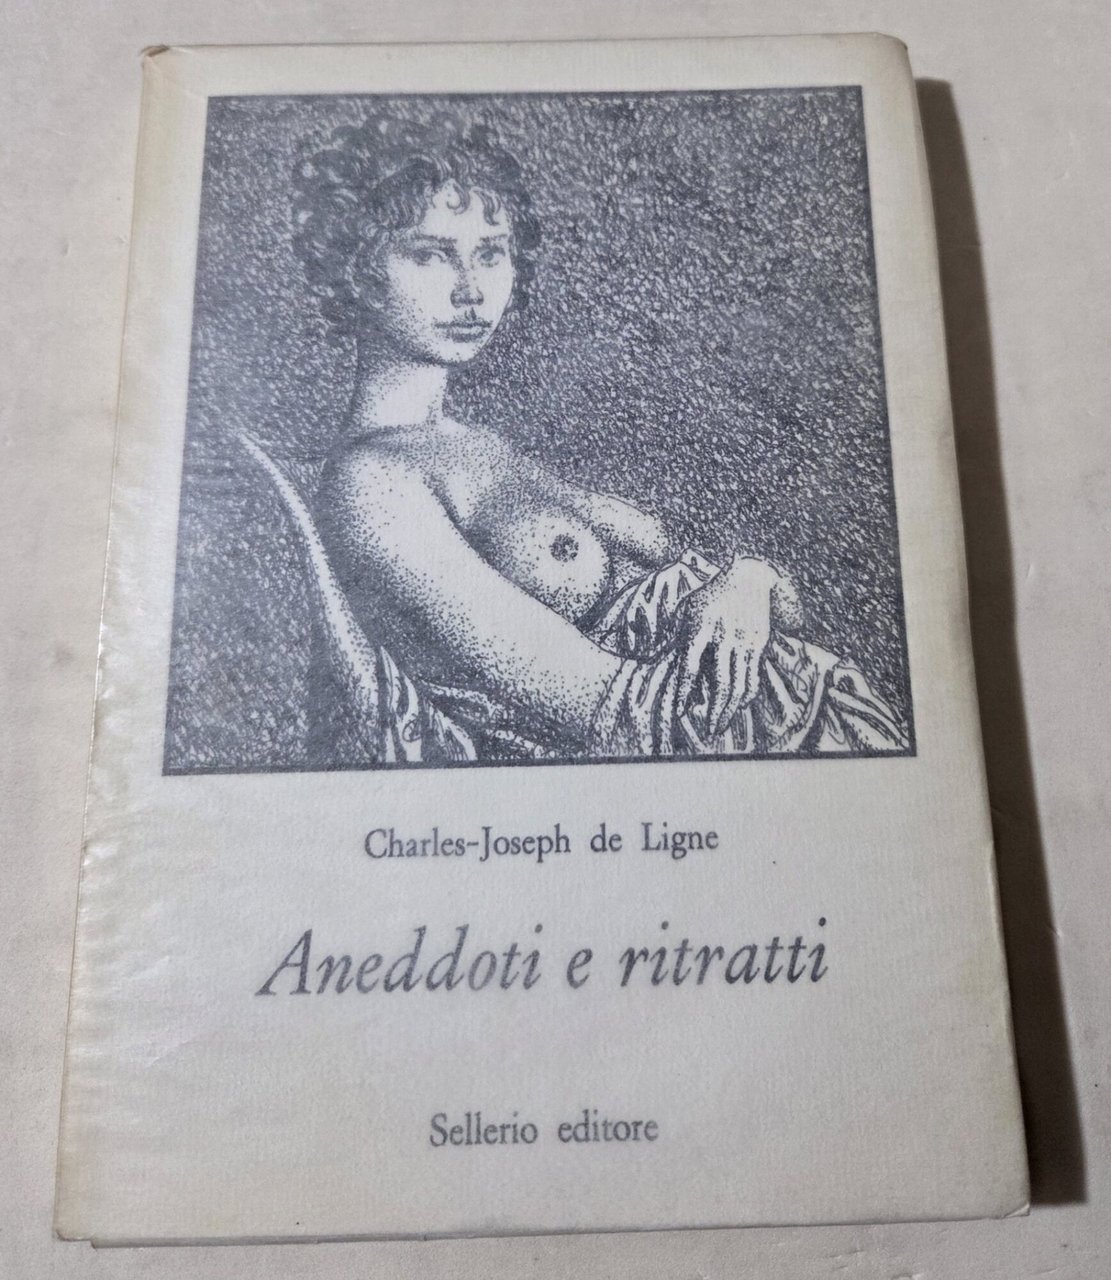 Charles-Joseph de Ligne
Aneddoti e ritratti
Sellerio editore